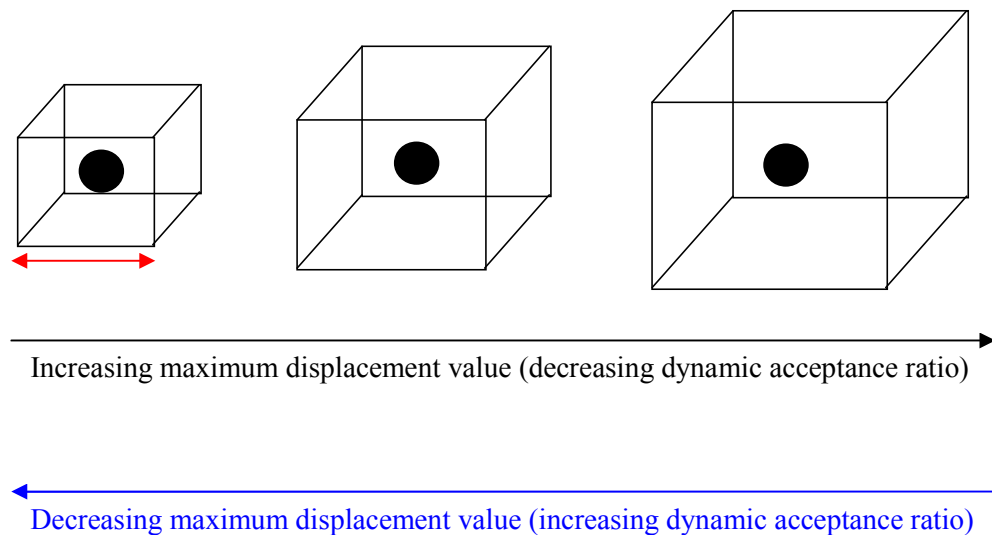 Increasing maximum displacement value (decreasing dynamic acceptance ratio)
Decreasing maximum displacement value (increasing dynamic acceptance ratio)